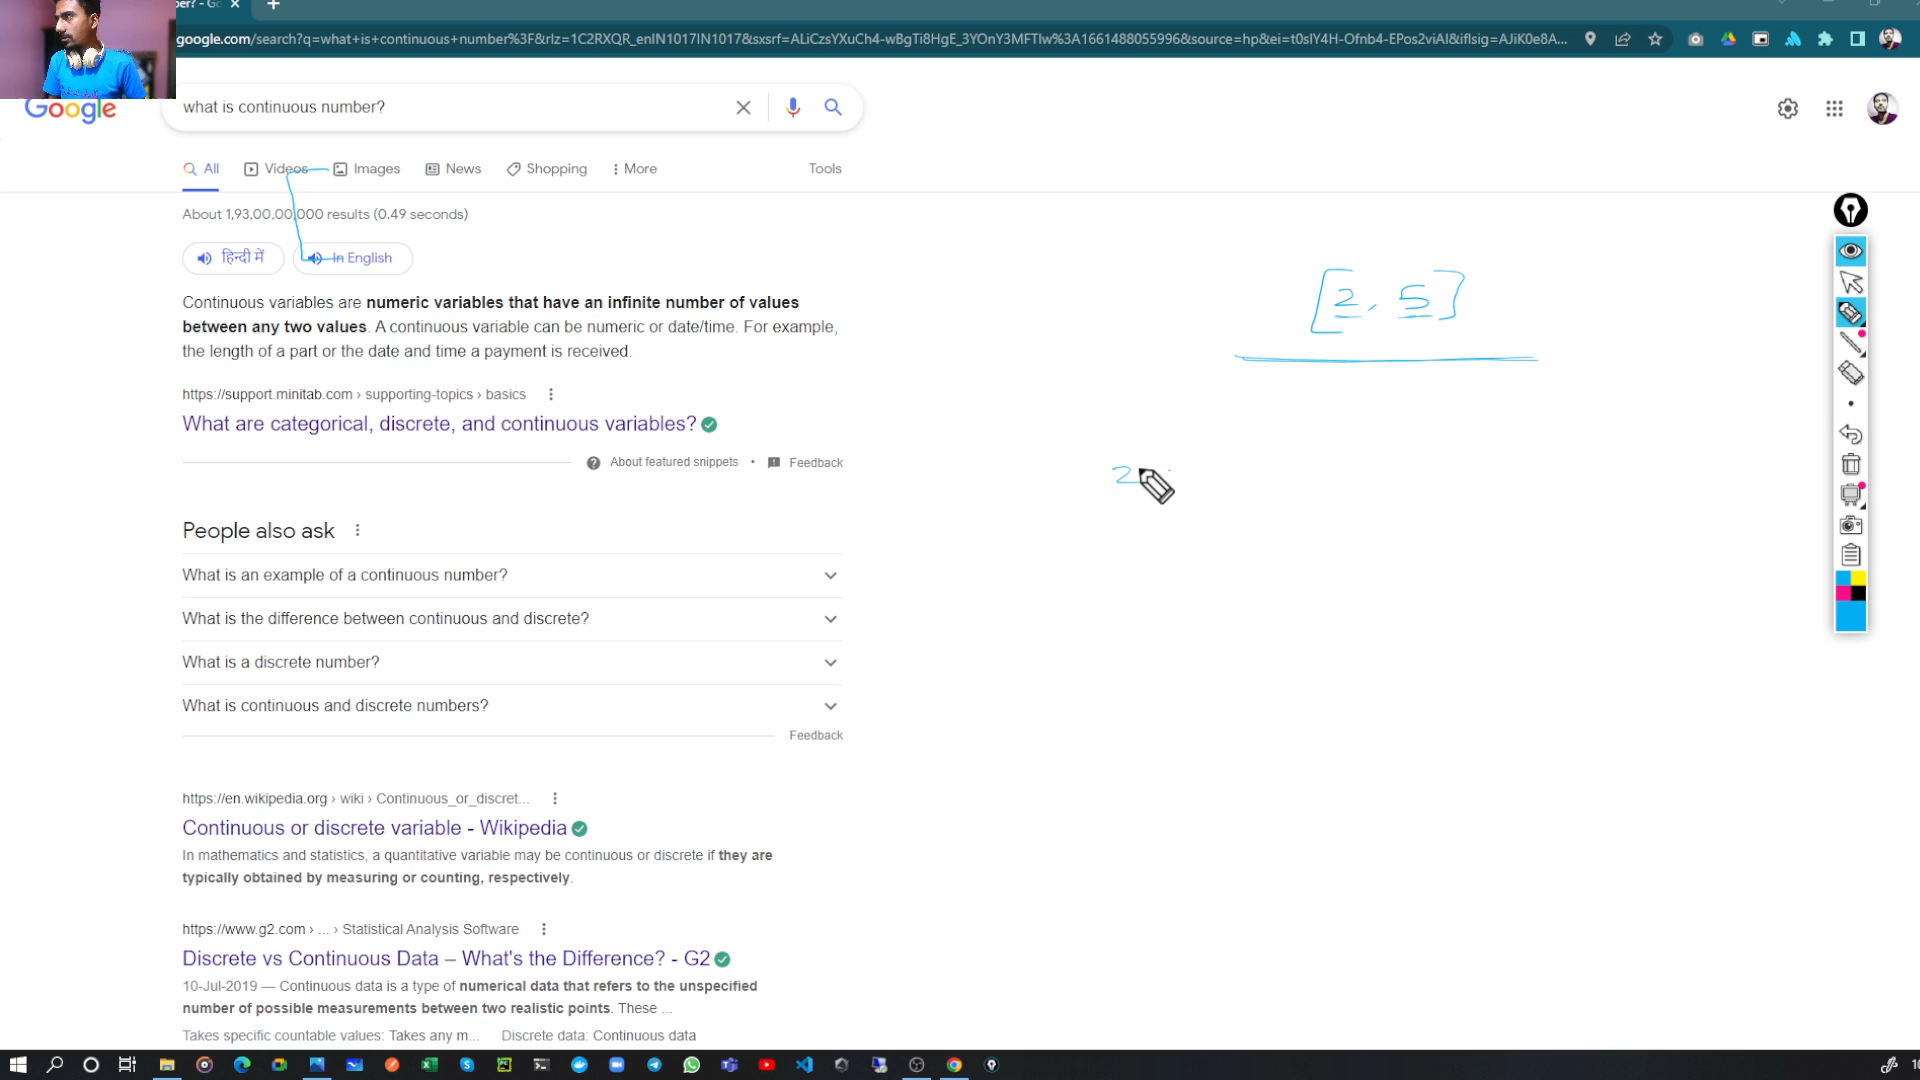 er? - Go
google.com/search?q=what+is+continuous+number%3F&rlz=1C2RXQR_enIN1017IN1017&sxsrf=ALiCzsYXuCh4-wBgTi8HgE_3YOnY3MFTIw%3A1661488055996&source=hp&ei=t0sIY4H-Ofnb4-EPos2viAI&iflsig=AJiK0e8A...
Google
what is continuous number?
All Videos Images News Shopping More Tools
About 1,93,00,00,000 results (0.49 seconds)
हिन्दी में In English
Continuous variables are numeric variables that have an infinite number of values
between any two values. A continuous variable can be numeric or date/time. For example,
the length of a part or the date and time a payment is received.
https://support.minitab.com › supporting-topics › basics
What are categorical, discrete, and continuous variables?
About featured snippets • Feedback
[2, 5]
2
People also ask
What is an example of a continuous number?
What is the difference between continuous and discrete?
What is a discrete number?
What is continuous and discrete numbers?
Feedback
https://en.wikipedia.org › wiki › Continuous_or_discret...
Continuous or discrete variable - Wikipedia
In mathematics and statistics, a quantitative variable may be continuous or discrete if they are
typically obtained by measuring or counting, respectively.
https://www.g2.com › ... › Statistical Analysis Software
Discrete vs Continuous Data – What's the Difference? - G2
10-Jul-2019 — Continuous data is a type of numerical data that refers to the unspecified
number of possible measurements between two realistic points. These ...
Takes specific countable values: Takes any m... Discrete data: Continuous data